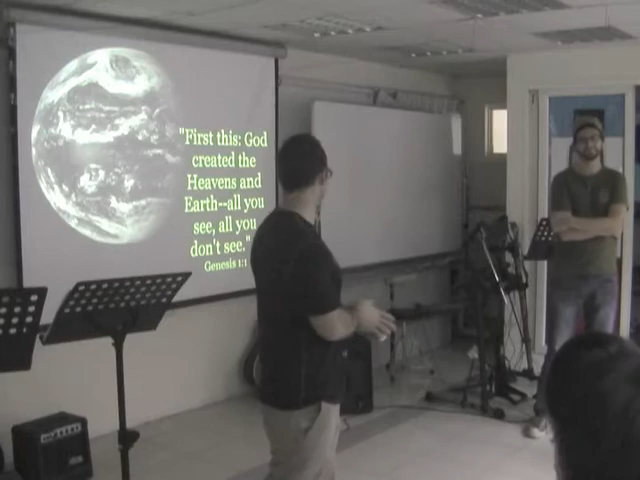 "First this: God
created the
Heavens and
Earth--all you
see, all you
don't see."
Genesis 1:1